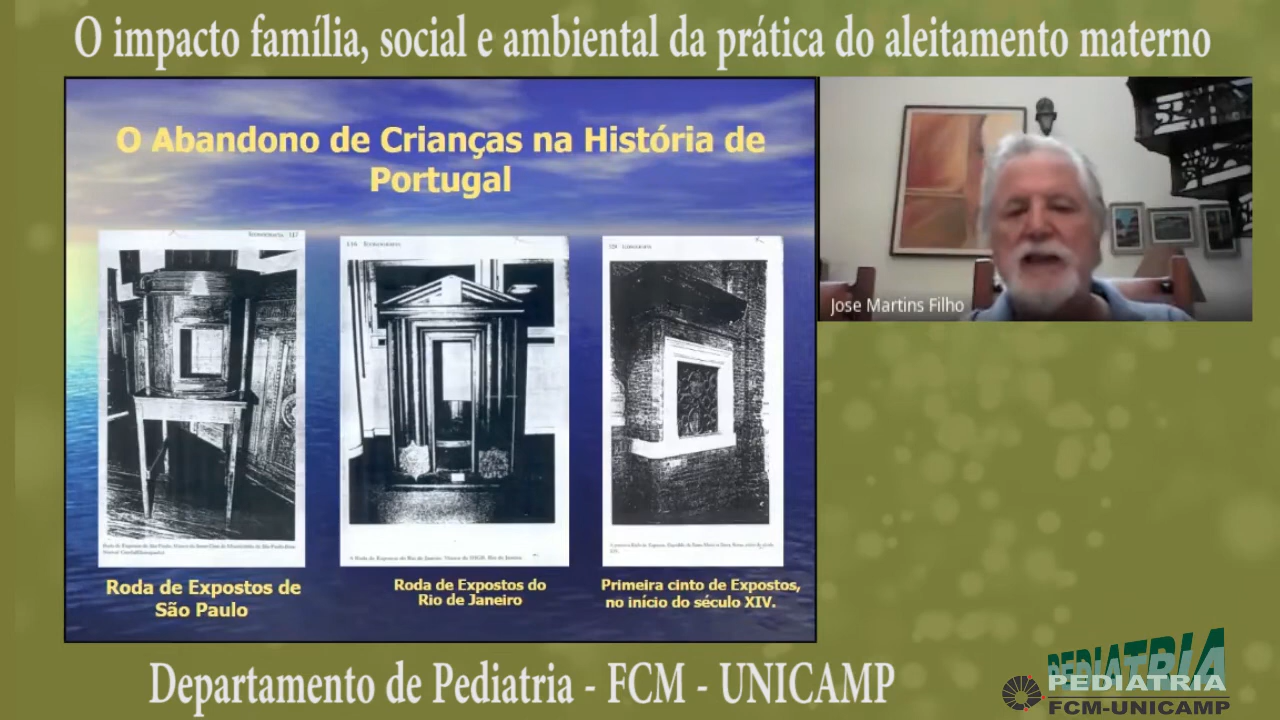 O impacto família, social e ambiental da prática do aleitamento materno
O Abandono de Crianças na História de
Portugal
Jose Martins Filho
Roda de Expostos de
São Paulo
Roda de Expostos do
Rio de Janeiro
Primeira cinto de Expostos,
no início do século XIV.
Departamento de Pediatria - FCM - UNICAMP
PEDIATRIA
PEDIATRIA
FCM-UNICAMP